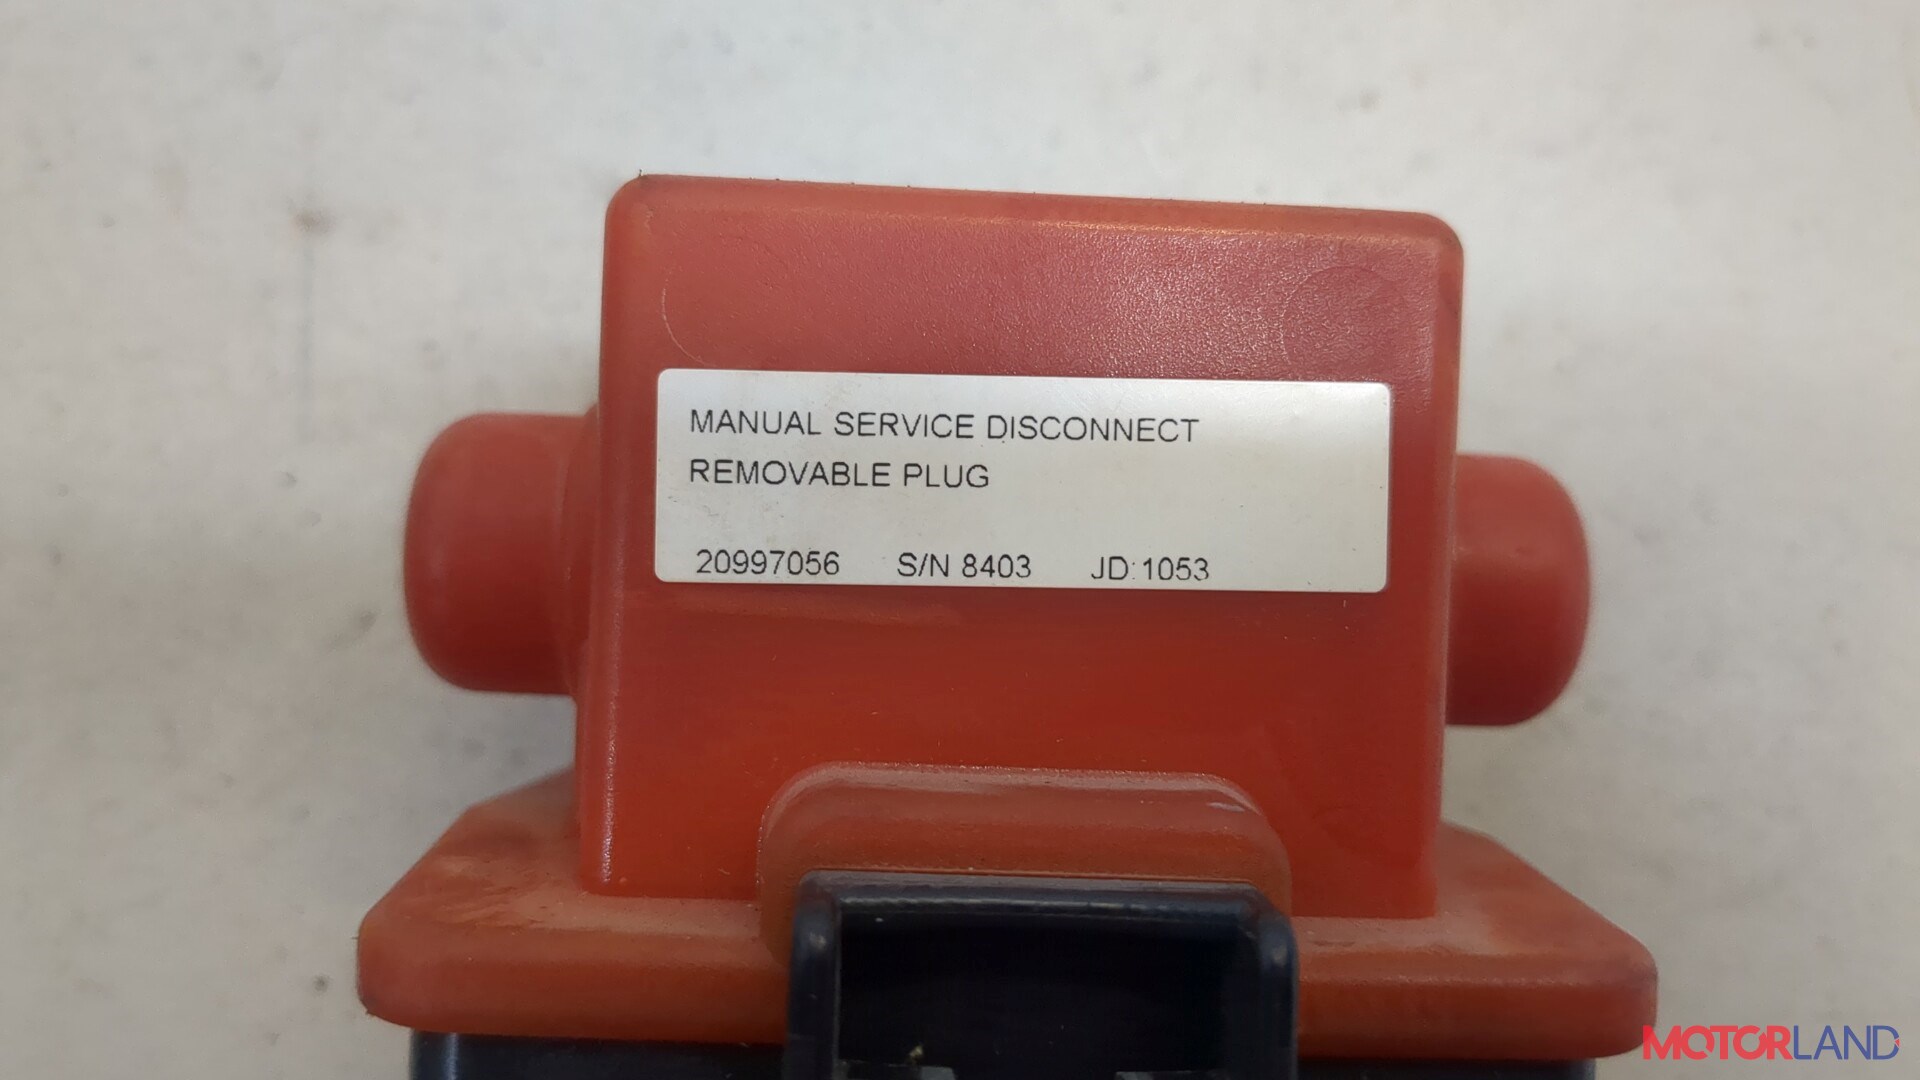 MANUAL SERVICE DISCONNECT
REMOVABLE PLUG
20997056 S/N 8403 JD:1053
MOTORLAND